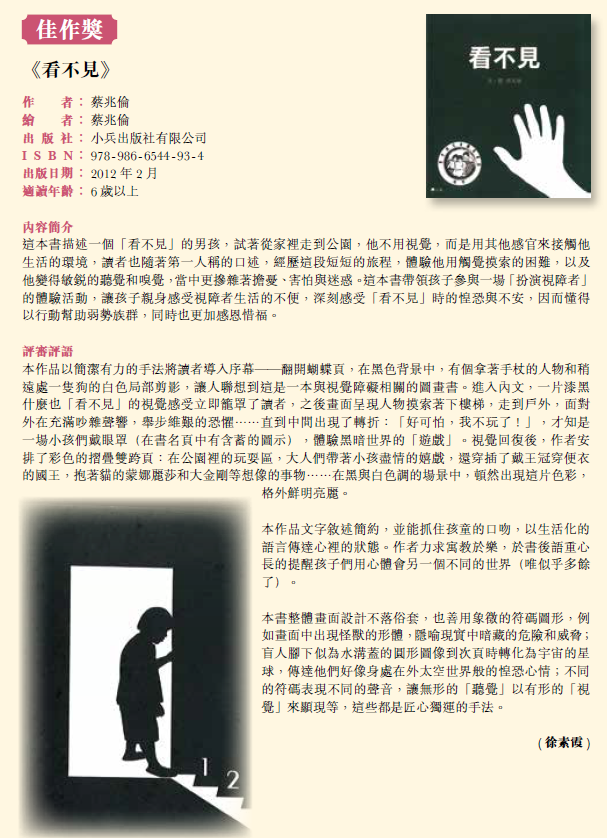 佳作獎
《看不見》
作者：蔡兆倫
繪者：蔡兆倫
出版社：小兵出版社有限公司
ISBN：978-986-6544-93-4
出版日期：2012 年 2 月
適讀年齡：6 歲以上
看不見
內容簡介
這本書描述一個「看不見」的男孩，試著從家裡走到公園，他不用視覺，而是用其他感官來接觸他
生活的環境，讀者也隨著第一人稱的口述，經歷這段短短的旅程，體驗他用觸覺摸索的困難，以及
他變得敏銳的聽覺和嗅覺，當中更摻雜著擔憂、害怕與迷惑。這本書帶領孩子參與一場「扮演視障者」
的體驗活動，讓孩子親身感受視障者生活的不便，深刻感受「看不見」時的惶恐與不安，因而懂得
以行動幫助弱勢族群，同時也更加感恩惜福。
評審評語
本作品以簡潔有力的手法將讀者導入序幕——翻開蝴蝶頁，在黑色背景中，有個拿著手杖的人物和稍
遠處一隻狗的白色局部剪影，讓人聯想到這是一本與視覺障礙相關的圖畫書。進入內文，一片漆黑
什麼也「看不見」的視覺感受立即籠罩了讀者，之後畫面呈現人物摸索著下樓梯，走到戶外，面對
外在充滿吵雜聲響，舉步維艱的恐懼……直到中間出現了轉折：「好可怕，我不玩了！」，才知是
一場小孩們戴眼罩（在書名頁中有含蓄的圖示），體驗黑暗世界的「遊戲」。視覺回復後，作者安
排了彩色的摺疊雙跨頁：在公園裡的玩耍區，大人們帶著小孩盡情的嬉戲，還穿插了戴王冠穿便衣
的國王，抱著貓的蒙娜麗莎和大金剛等想像的事物……在黑與白色調的場景中，頓然出現這片色彩，
格外鮮明亮麗。
本作品文字敘述簡約，並能抓住孩童的口吻，以生活化的
語言傳達心裡的狀態。作者力求寓教於樂，於書後語重心
長的提醒孩子們用心體會另一個不同的世界（唯似乎多餘
了）。
本書整體畫面設計不落俗套，也善用象徵的符碼圖形，例
如畫面中出現怪獸的形體，隱喻現實中暗藏的危險和威脅；
盲人腳下似為水溝蓋的圓形圖像到次頁時轉化為宇宙的星
球，傳達他們好像身處在外太空世界般的惶恐心情；不同
的符碼表現不同的聲音，讓無形的「聽覺」以有形的「視
覺」來顯現等，這些都是匠心獨運的手法。
（徐素霞）
1
2